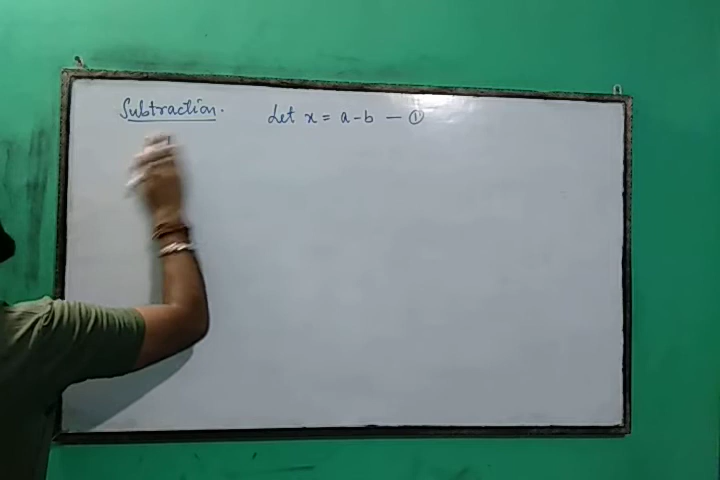 Subtraction. Let x = a - b — ①